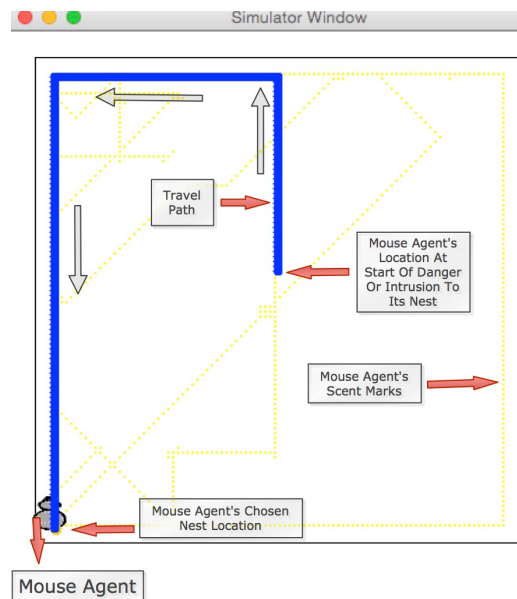 Simulator Window
Travel
Path
Mouse Agent's
Location At
Start Of Danger
Or Intrusion To
Its Nest
Mouse Agent's
Scent Marks
Mouse Agent's Chosen
Nest Location
Mouse Agent